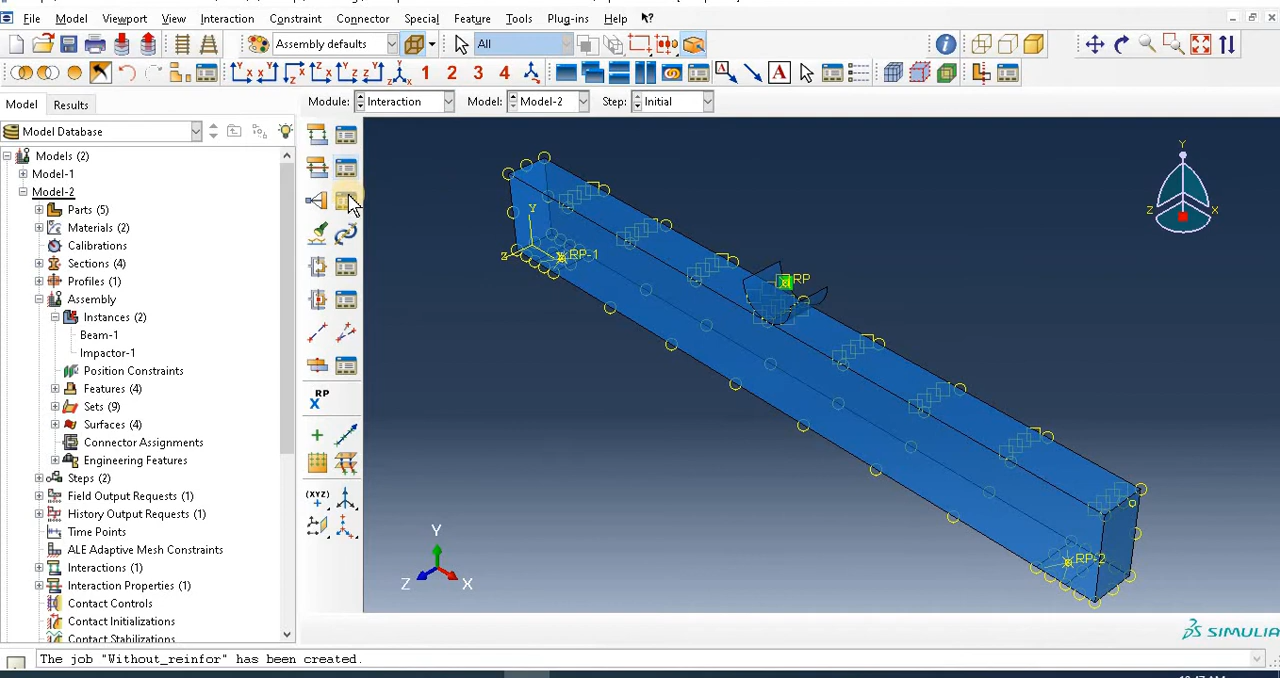 File Model Viewport View Interaction Constraint Connector Special Feature Tools Plug-ins Help
Assembly defaults All
1 2 3 4 A
Model Results Module: Interaction Model: Model-2 Step: Initial
Model Database
Models (2)
Model-1
Model-2
Parts (5)
Materials (2)
Calibrations
Sections (4)
Profiles (1)
Assembly
Instances (2)
Beam-1
Impactor-1
Position Constraints
Features (4)
Sets (9)
Surfaces (4)
Connector Assignments
Engineering Features
Steps (2)
Field Output Requests (1)
History Output Requests (1)
Time Points
ALE Adaptive Mesh Constraints
Interactions (1)
Interaction Properties (1)
Contact Controls
Contact Initializations
Contact Stabilizations
RP
X
(XYZ)
Y
Z X
Y
Z
RP-1
RP
RP-2
Y
Z X
SIMULIA
The job "Without_reinfor" has been created.